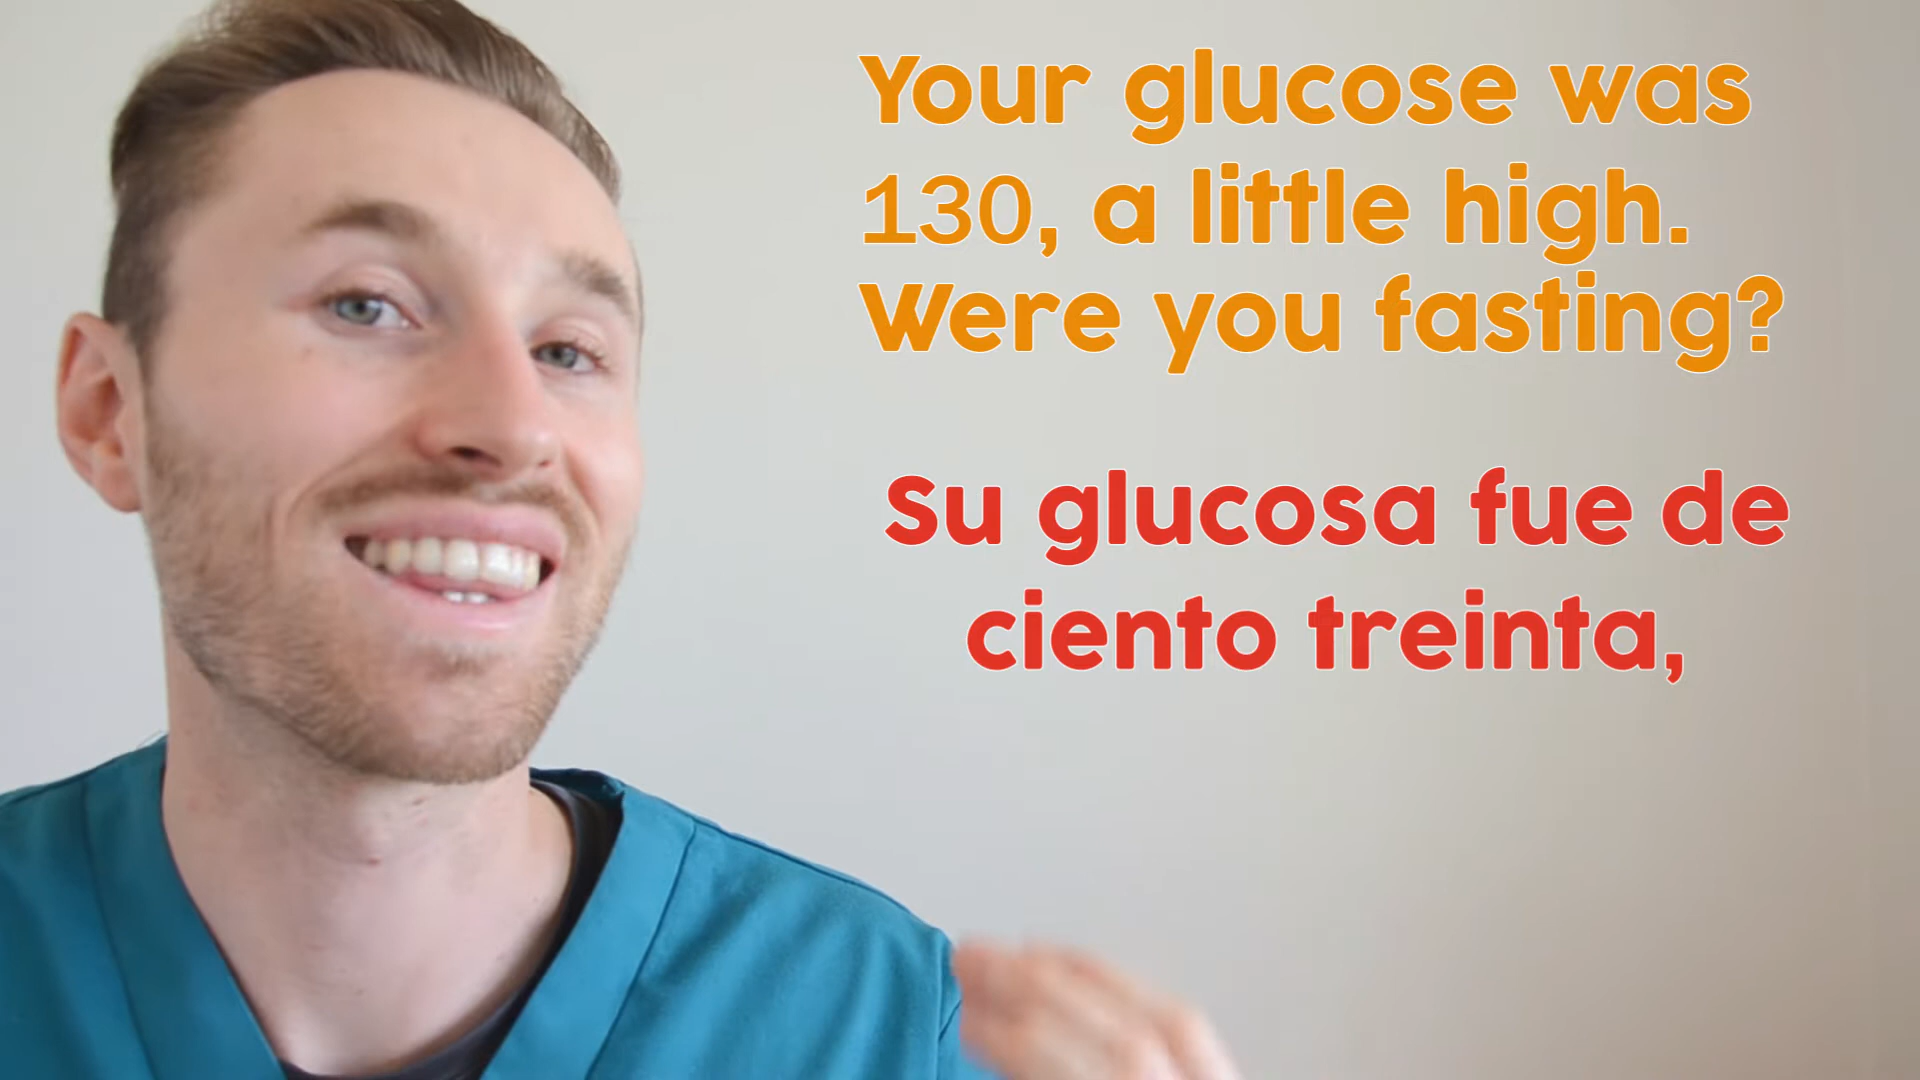 Your glucose was
130, a little high.
Were you fasting?
Su glucosa fue de
ciento treinta,